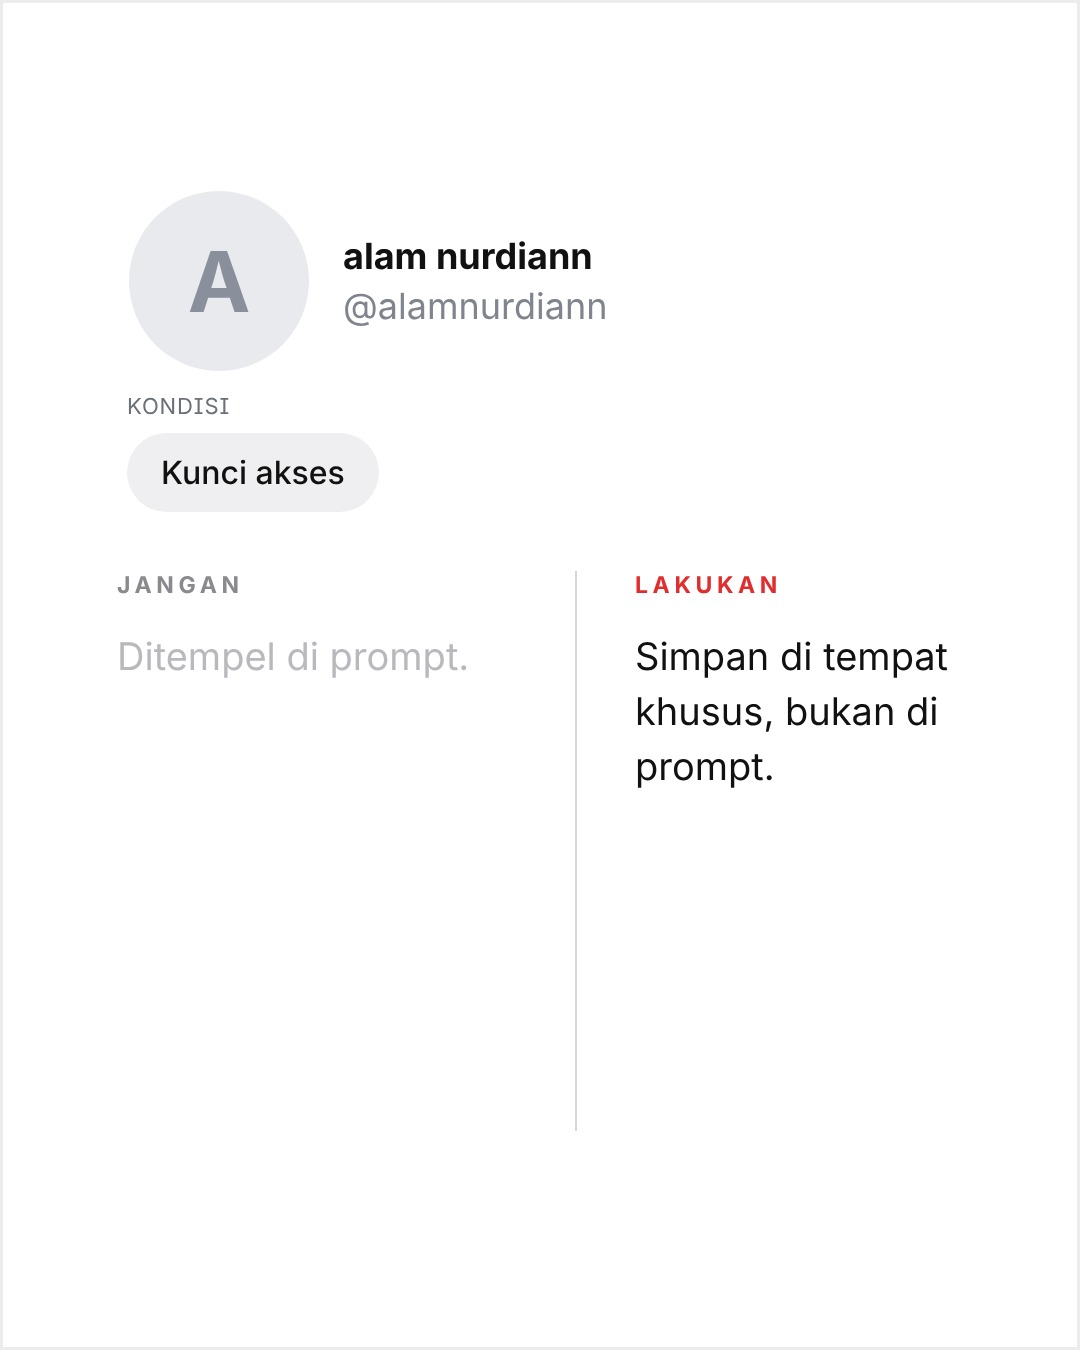 A
alam nurdiann
@alamnurdiann
KONDISI
Kunci akses
JANGAN
Ditempel di prompt.
LAKUKAN
Simpan di tempat
khusus, bukan di
prompt.